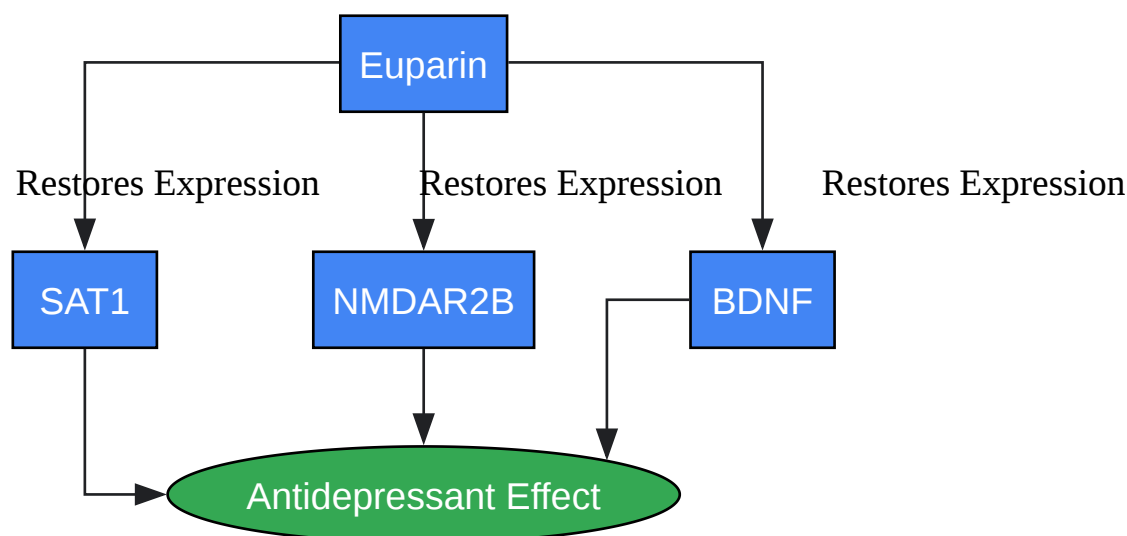 Euparin
Restores Expression
Restores Expression
Restores Expression
SAT1
NMDAR2B
BDNF
Antidepressant Effect